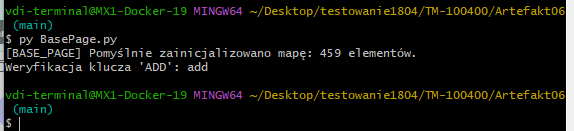 vdi-terminal@MX1-Docker-19 MINGW64 ~/Desktop/testowanie1804/TM-100400/Artefakt06
(main)
$ py BasePage.py
[BASE_PAGE] Pomyślnie zainicjalizowano mapę: 459 elementów.
Weryfikacja klucza 'ADD': add
vdi-terminal@MX1-Docker-19 MINGW64 ~/Desktop/testowanie1804/TM-100400/Artefakt06
(main)
$